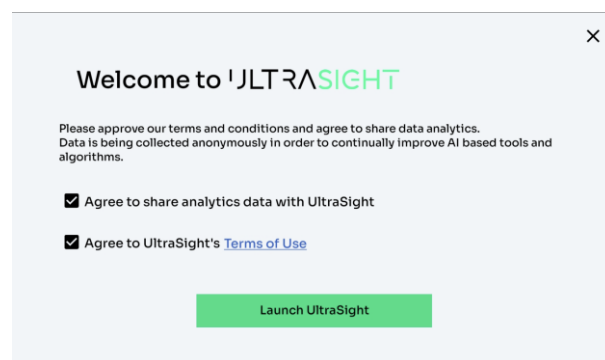 Welcome to ULTRASIGHT
Please approve our terms and conditions and agree to share data analytics.
Data is being collected anonymously in order to continually improve AI based tools and
algorithms.
Agree to share analytics data with UltraSight
Agree to UltraSight's Terms of Use
Launch UltraSight